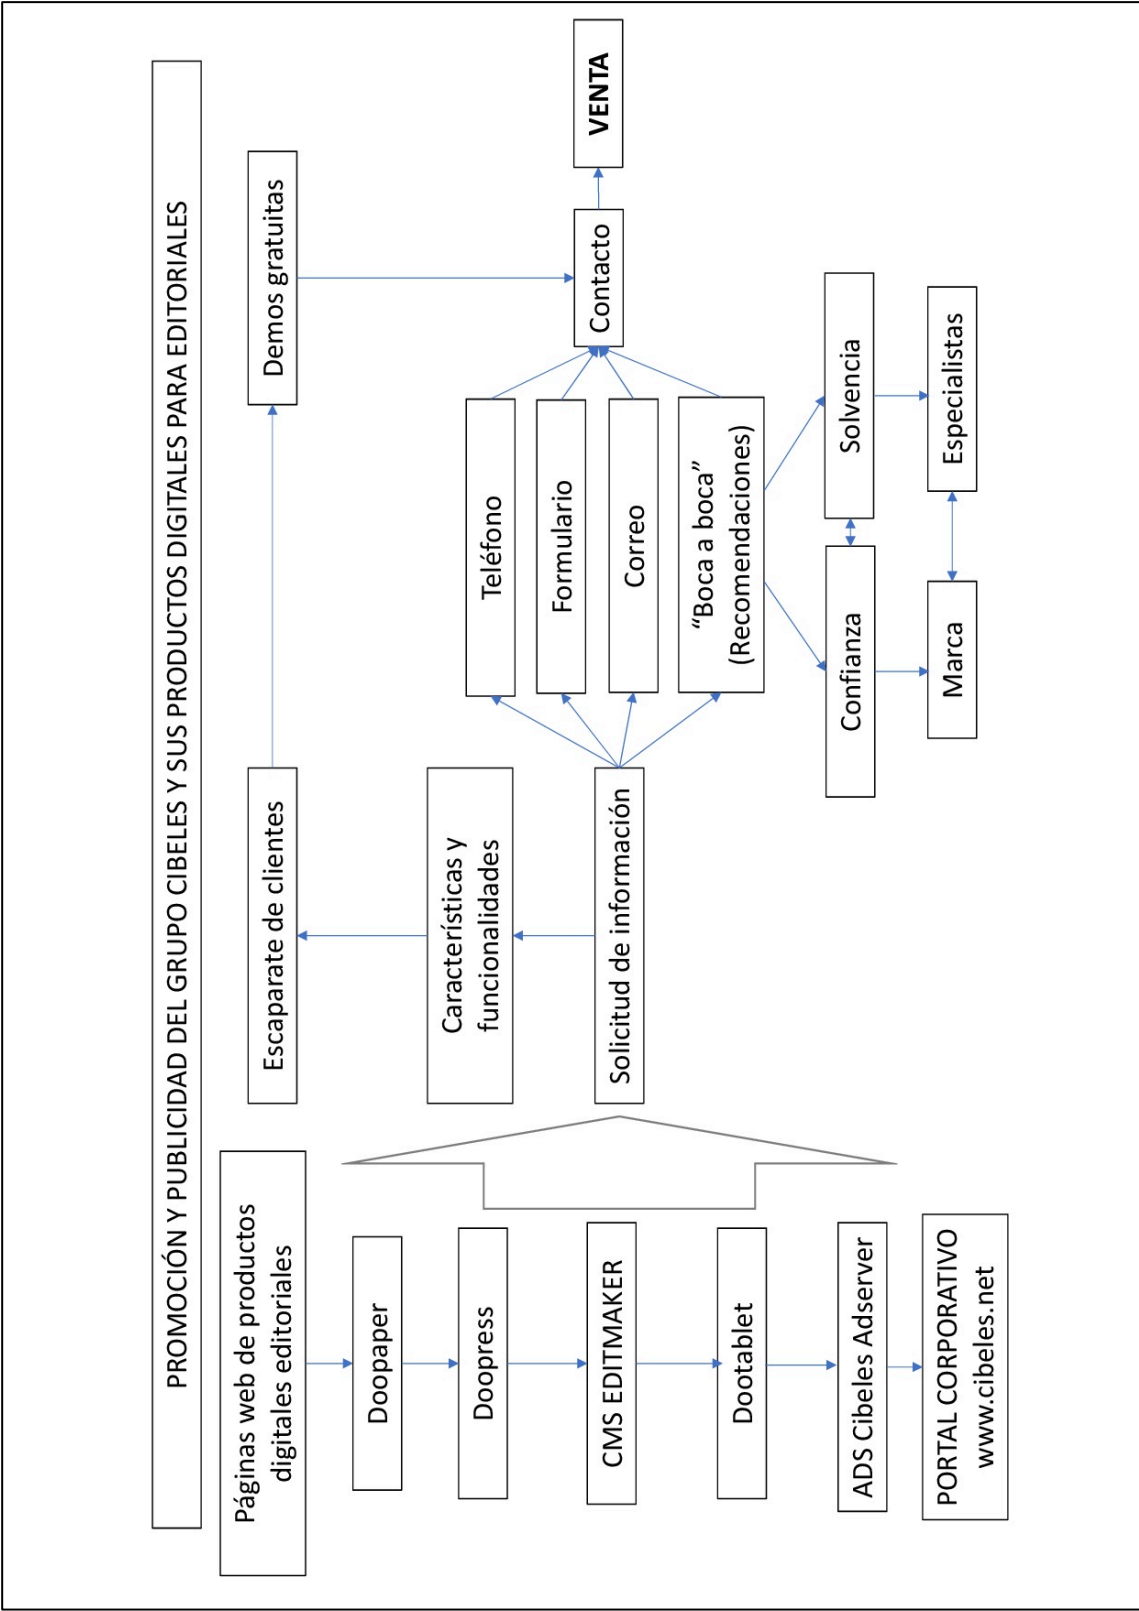 PROMOCIÓN Y PUBLICIDAD DEL GRUPO CIBELES Y SUS PRODUCTOS DIGITALES PARA EDITORIALES
Páginas web de productos
digitales editoriales
Doopaper
Doopress
CMS EDITMAKER
Dootablet
ADS Cibeles Adserver
PORTAL CORPORATIVO
www.cibeles.net
Escaparate de clientes
Características y
funcionalidades
Solicitud de información
Demos gratuitas
Teléfono
Formulario
Correo
“Boca a boca”
(Recomendaciones)
Confianza
Solvencia
Marca
Especialistas
Contacto
VENTA